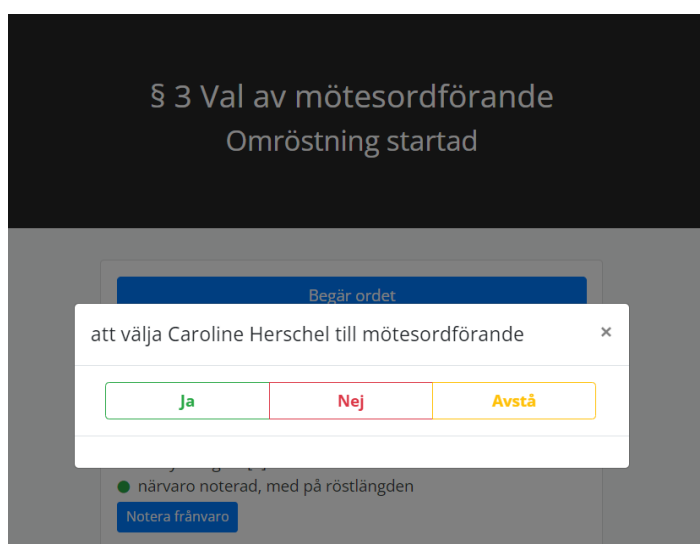 § 3 Val av mötesordförande
Omröstning startad
Begär ordet
att välja Caroline Herschel till mötesordförande ×
Ja Nej Avstå
närvaro noterad, med på röstlängden
Notera frånvaro